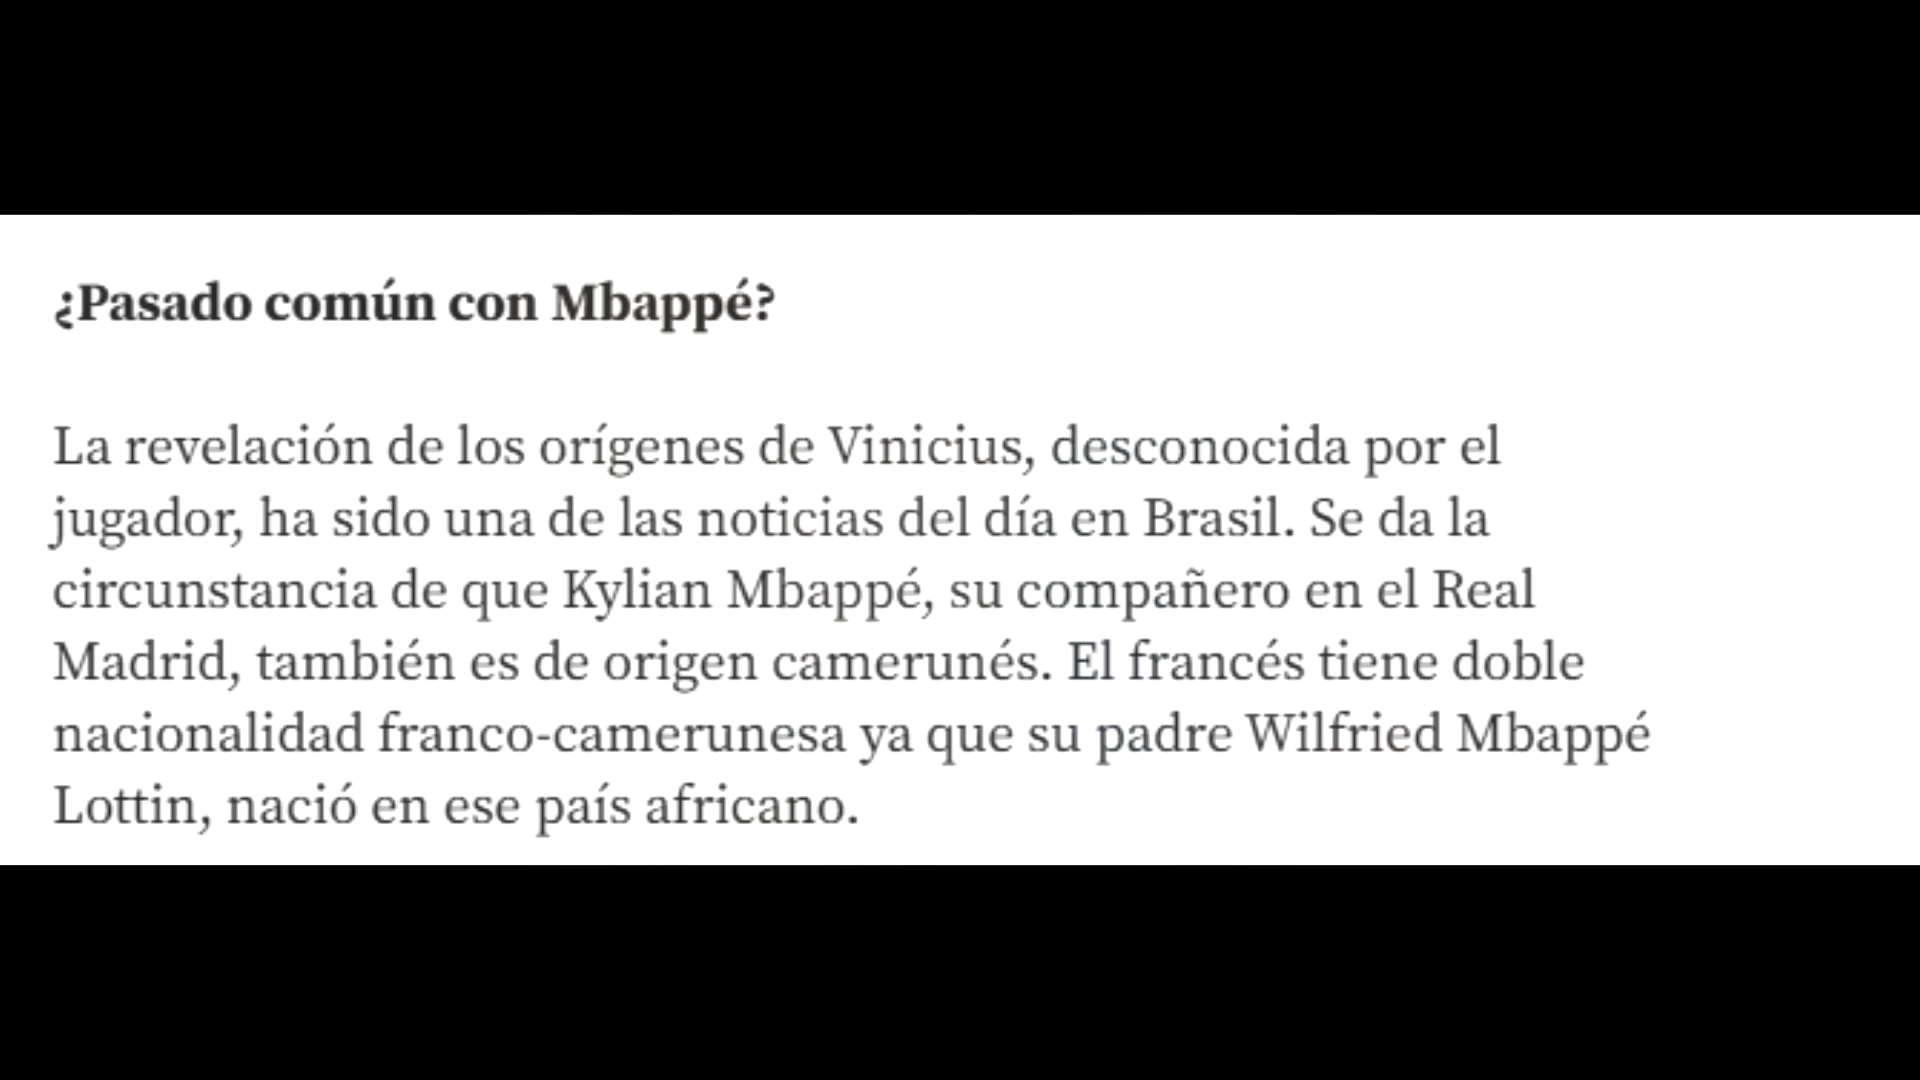 ¿Pasado común con Mbappé?
La revelación de los orígenes de Vinicius, desconocida por el
jugador, ha sido una de las noticias del día en Brasil. Se da la
circunstancia de que Kylian Mbappé, su compañero en el Real
Madrid, también es de origen camerunés. El francés tiene doble
nacionalidad franco-camerunesa ya que su padre Wilfried Mbappé
Lottin, nació en ese país africano.